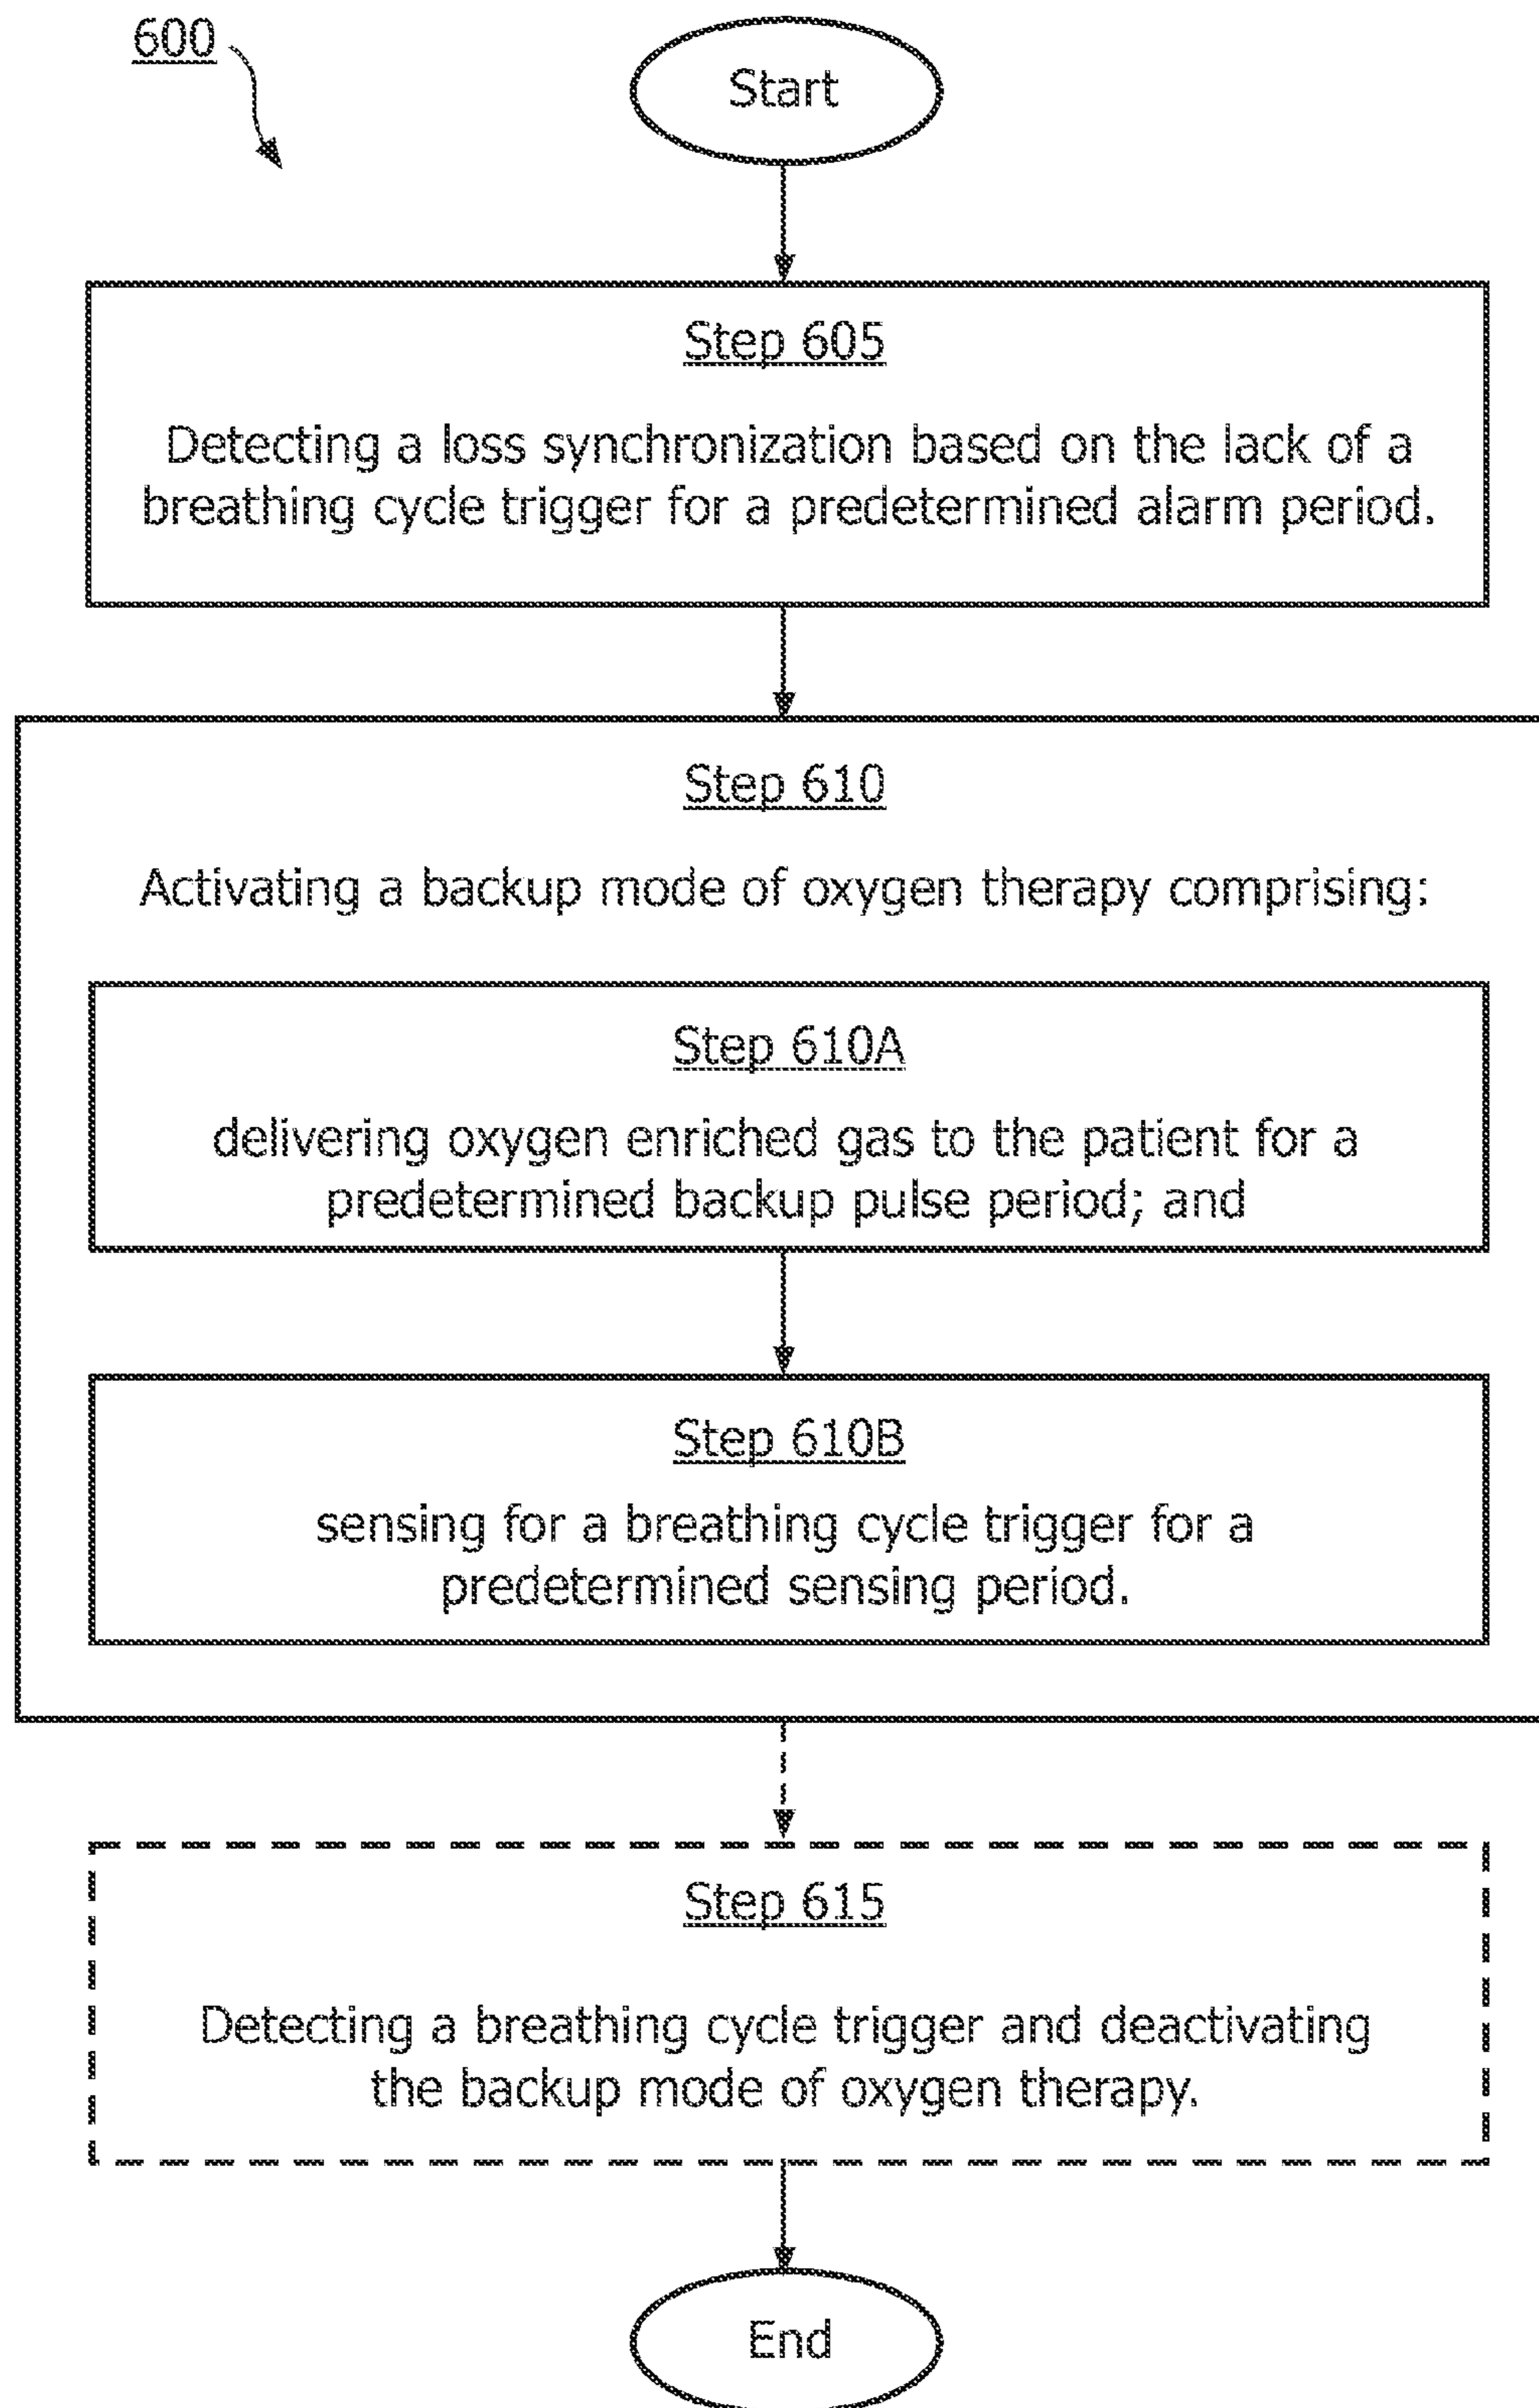 600
Start
Step 605
Detecting a loss synchronization based on the lack of a
breathing cycle trigger for a predetermined alarm period.
Step 610
Activating a backup mode of oxygen therapy comprising:
Step 610A
delivering oxygen enriched gas to the patient for a
predetermined backup pulse period; and
Step 610B
sensing for a breathing cycle trigger for a
predetermined sensing period.
Step 615
Detecting a breathing cycle trigger and deactivating
the backup mode of oxygen therapy.
End